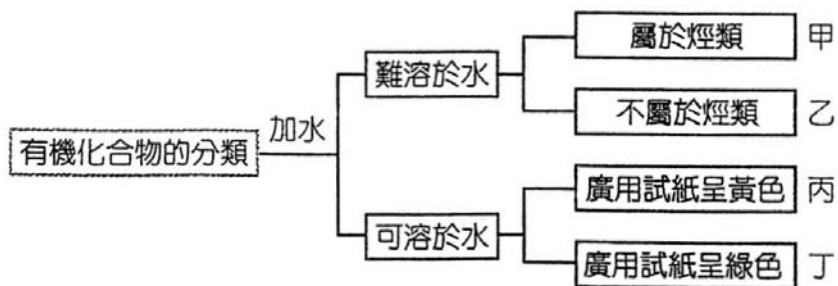 有機化合物的分類
加水
難溶於水
屬於烴類 甲
不屬於烴類 乙
可溶於水
廣用試紙呈黃色 丙
廣用試紙呈綠色 丁